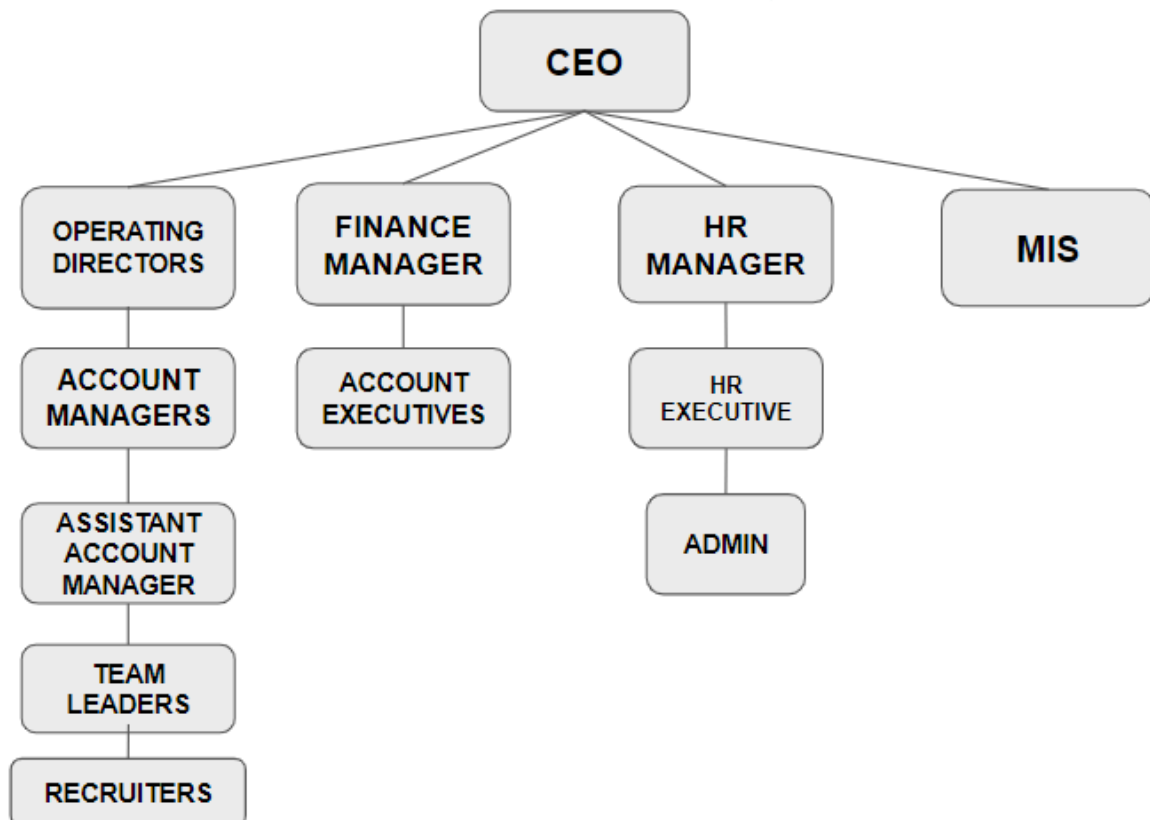 CEO
OPERATING
DIRECTORS
FINANCE
MANAGER
HR
MANAGER
MIS
ACCOUNT
MANAGERS
ACCOUNT
EXECUTIVES
HR
EXECUTIVE
ASSISTANT
ACCOUNT
MANAGER
ADMIN
TEAM
LEADERS
RECRUITERS